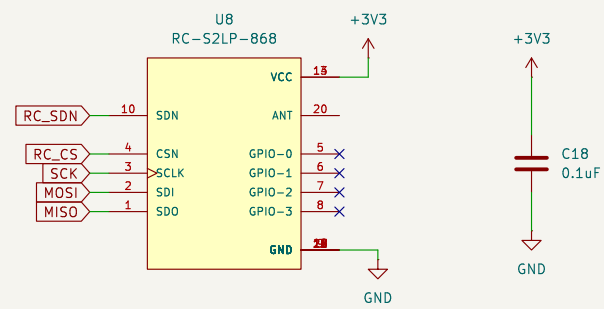 U8
RC-S2LP-868
+3V3
+3V3
VCC
RC_SDN 10 SDN
ANT 20
RC_CS 4 CSN
GPIO-0 5
SCK 3 SCLK
GPIO-1 6
MOSI 2 SDI
GPIO-2 7
MISO 1 SDO
GPIO-3 8
C18
0.1uF
GND
GND
GND